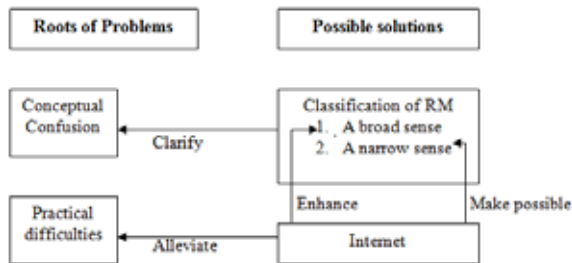 Roots of Problems
Possible solutions
Conceptual
Confusion
Classification of RM
1. A broad sense
2. A narrow sense
Clarify
Enhance
Make possible
Practical
difficulties
Alleviate
Internet